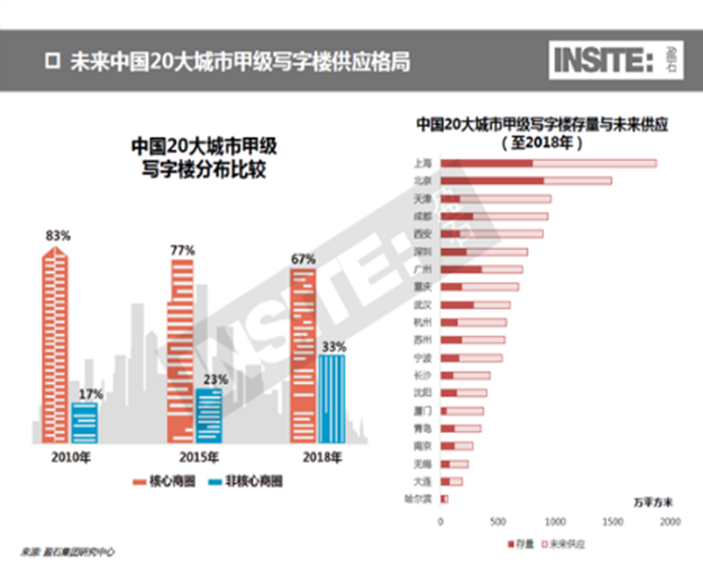 未来中国20大城市甲级写字楼供应格局
INSITE:
盈石
中国20大城市甲级
写字楼分布比较
83%
17%
2010年
77%
23%
2015年
67%
33%
2018年
核心商圈 非核心商圈
中国20大城市甲级写字楼存量与未来供应
（至2018年）
上海
北京
天津
成都
西安
深圳
广州
重庆
武汉
杭州
苏州
宁波
长沙
沈阳
厦门
青岛
南京
无锡
大连
哈尔滨
万平方米
0 500 1000 1500 2000
存量 未来供应
INSITE: 盈石
来源: 盈石集团研究中心